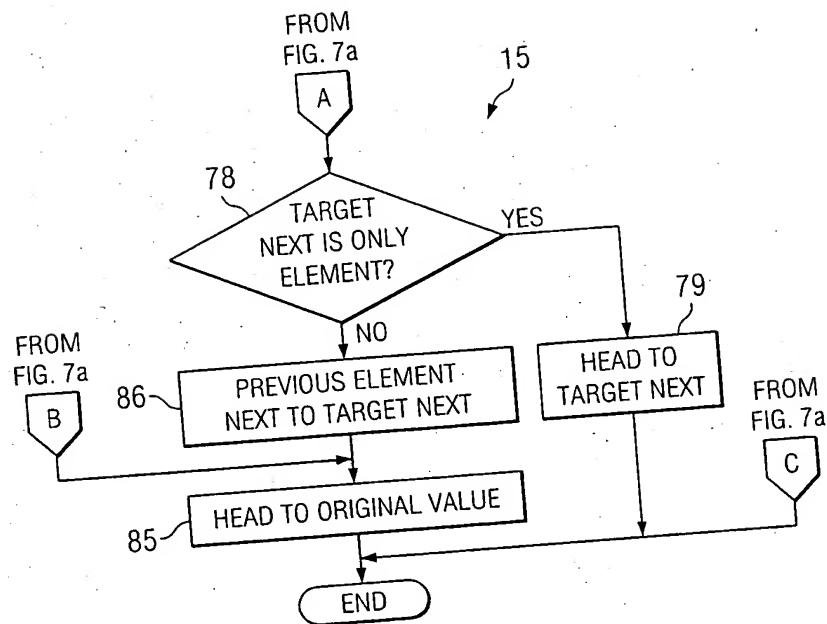 FROM
FIG. 7a
A
15
78
TARGET
NEXT IS ONLY
ELEMENT?
YES
NO
79
HEAD TO
TARGET NEXT
FROM
FIG. 7a
B
86
PREVIOUS ELEMENT
NEXT TO TARGET NEXT
FROM
FIG. 7a
C
85
HEAD TO ORIGINAL VALUE
END